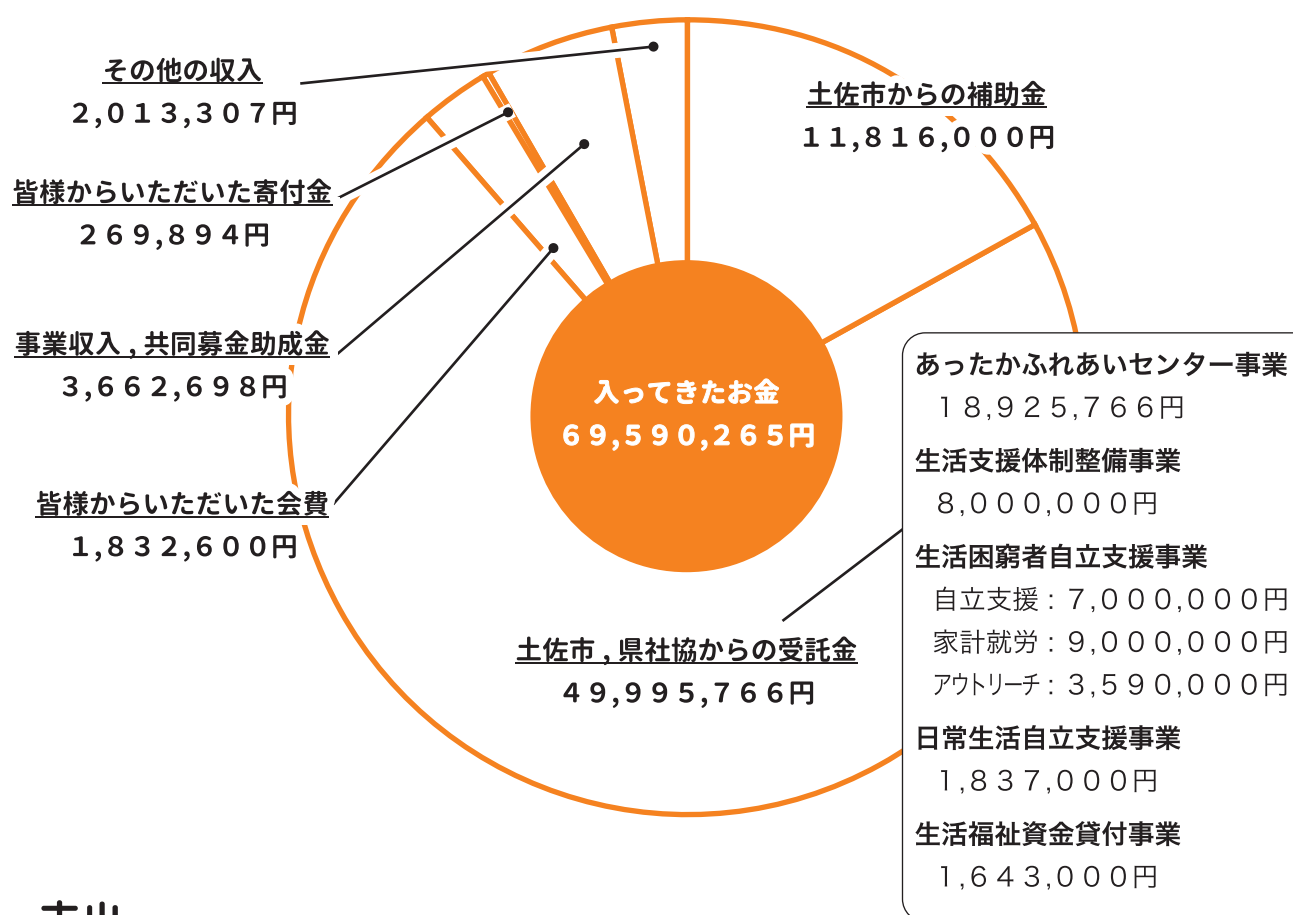 その他の収入
2,013,307円
皆様からいただいた寄付金
269,894円
事業収入,共同募金助成金
3,662,698円
皆様からいただいた会費
1,832,600円
土佐市からの補助金
11,816,000円
入ってきたお金
69,590,265円
土佐市,県社協からの受託金
49,995,766円
あったかふれあいセンター事業
18,925,766円
生活支援体制整備事業
8,000,000円
生活困窮者自立支援事業
自立支援:7,000,000円
家計就労:9,000,000円
アウトリーチ:3,590,000円
日常生活自立支援事業
1,837,000円
生活福祉資金貸付事業
1,643,000円